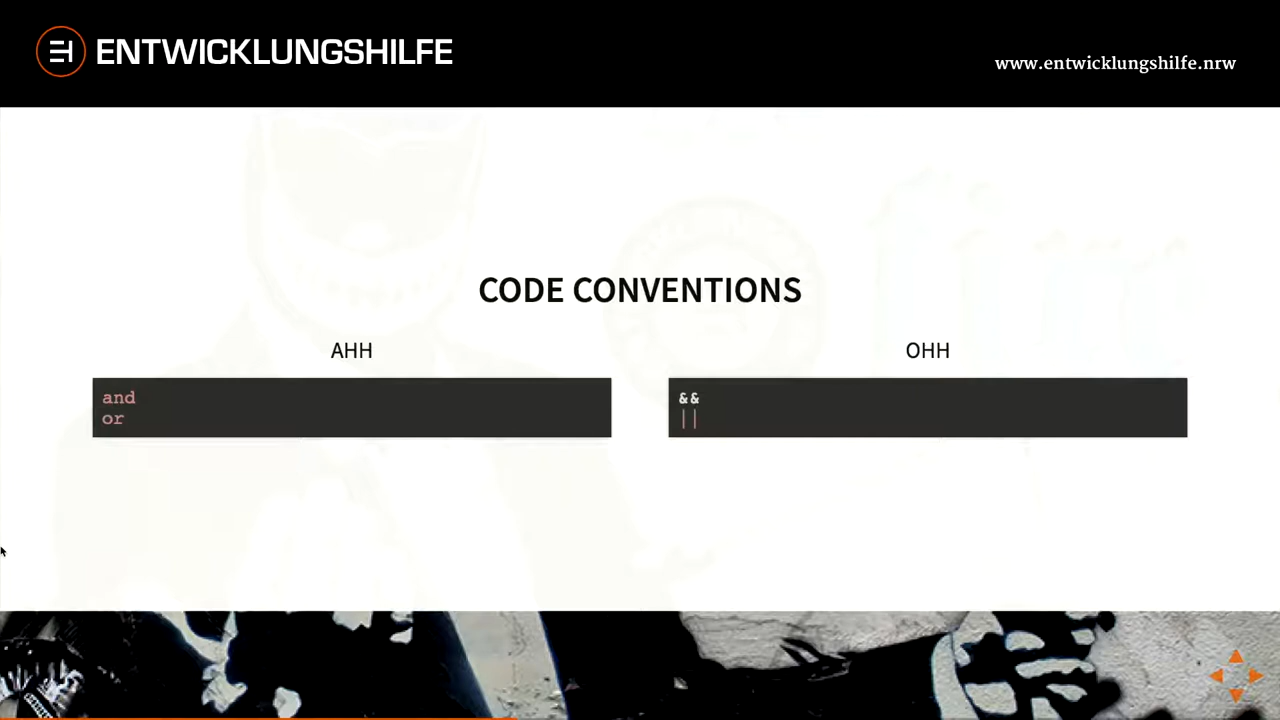 ENTWICKLUNGSHILFE
www.entwicklungshilfe.nrw
CODE CONVENTIONS
AHH
OHH
and
or
&&
||